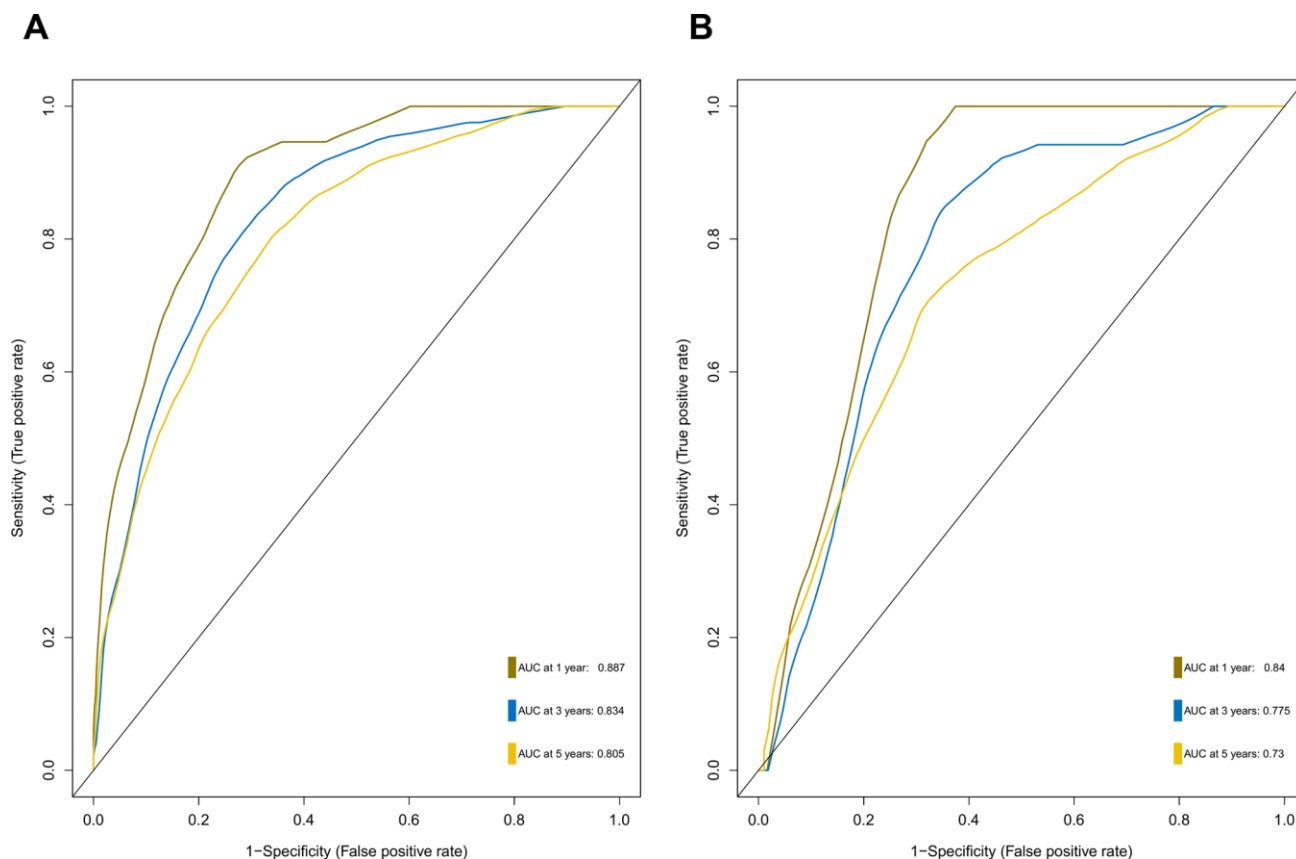 A
Sensitivity (True positive rate)
1.0
0.8
0.6
0.4
0.2
0.0
AUC at 1 year: 0.887
AUC at 3 years: 0.834
AUC at 5 years: 0.805
0.0 0.2 0.4 0.6 0.8 1.0
1−Specificity (False positive rate)
B
Sensitivity (True positive rate)
1.0
0.8
0.6
0.4
0.2
0.0
AUC at 1 year: 0.84
AUC at 3 years: 0.775
AUC at 5 years: 0.73
0.0 0.2 0.4 0.6 0.8 1.0
1−Specificity (False positive rate)